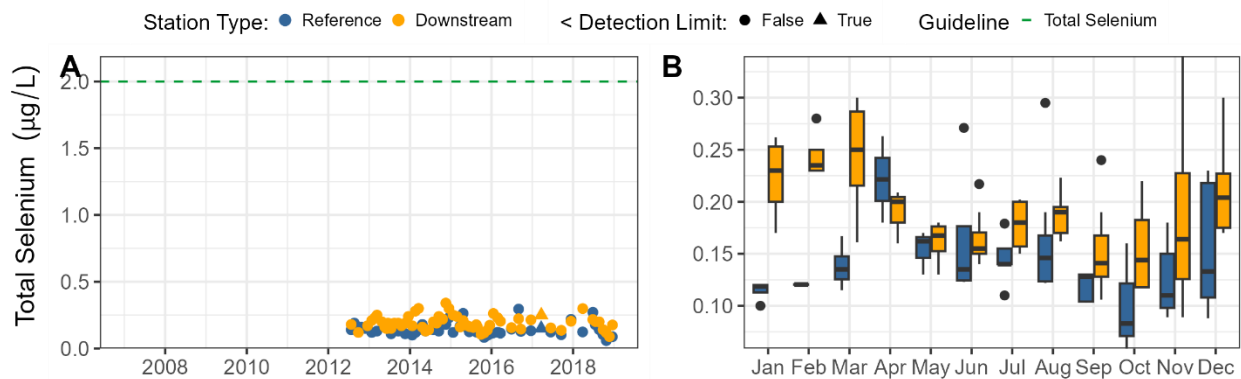 Station Type: Reference Downstream < Detection Limit: False True Guideline Total Selenium
A
B
Total Selenium (µg/L)
2.0
1.5
1.0
0.5
0.0
2008 2010 2012 2014 2016 2018
0.30
0.25
0.20
0.15
0.10
Jan Feb Mar Apr May Jun Jul Aug Sep Oct Nov Dec